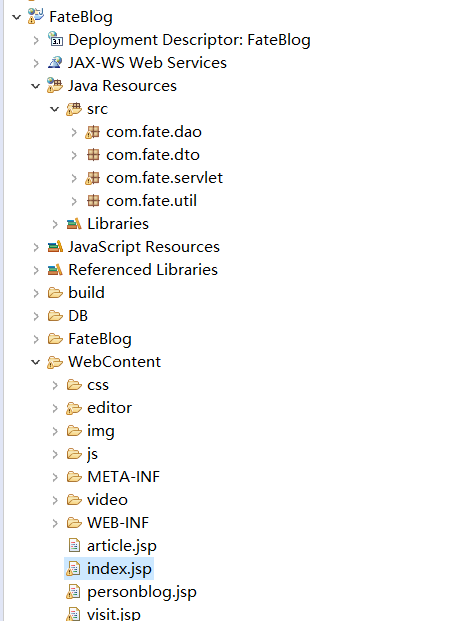 FateBlog
Deployment Descriptor: FateBlog
JAX-WS Web Services
Java Resources
src
com.fate.dao
com.fate.dto
com.fate.servlet
com.fate.util
Libraries
JavaScript Resources
Referenced Libraries
build
DB
FateBlog
WebContent
css
editor
img
js
META-INF
video
WEB-INF
article.jsp
index.jsp
personblog.jsp
visit.jsp